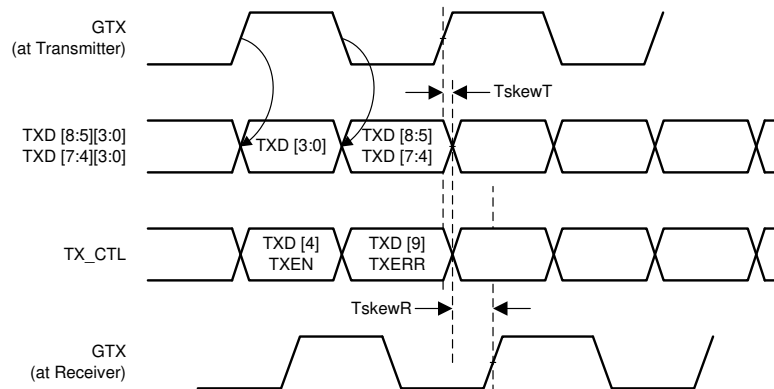 GTX
(at Transmitter)
TskewT
TXD [8:5][3:0]
TXD [7:4][3:0]
TXD [3:0]
TXD [8:5]
TXD [7:4]
TX_CTL
TXD [4]
TXEN
TXD [9]
TXERR
TskewR
GTX
(at Receiver)